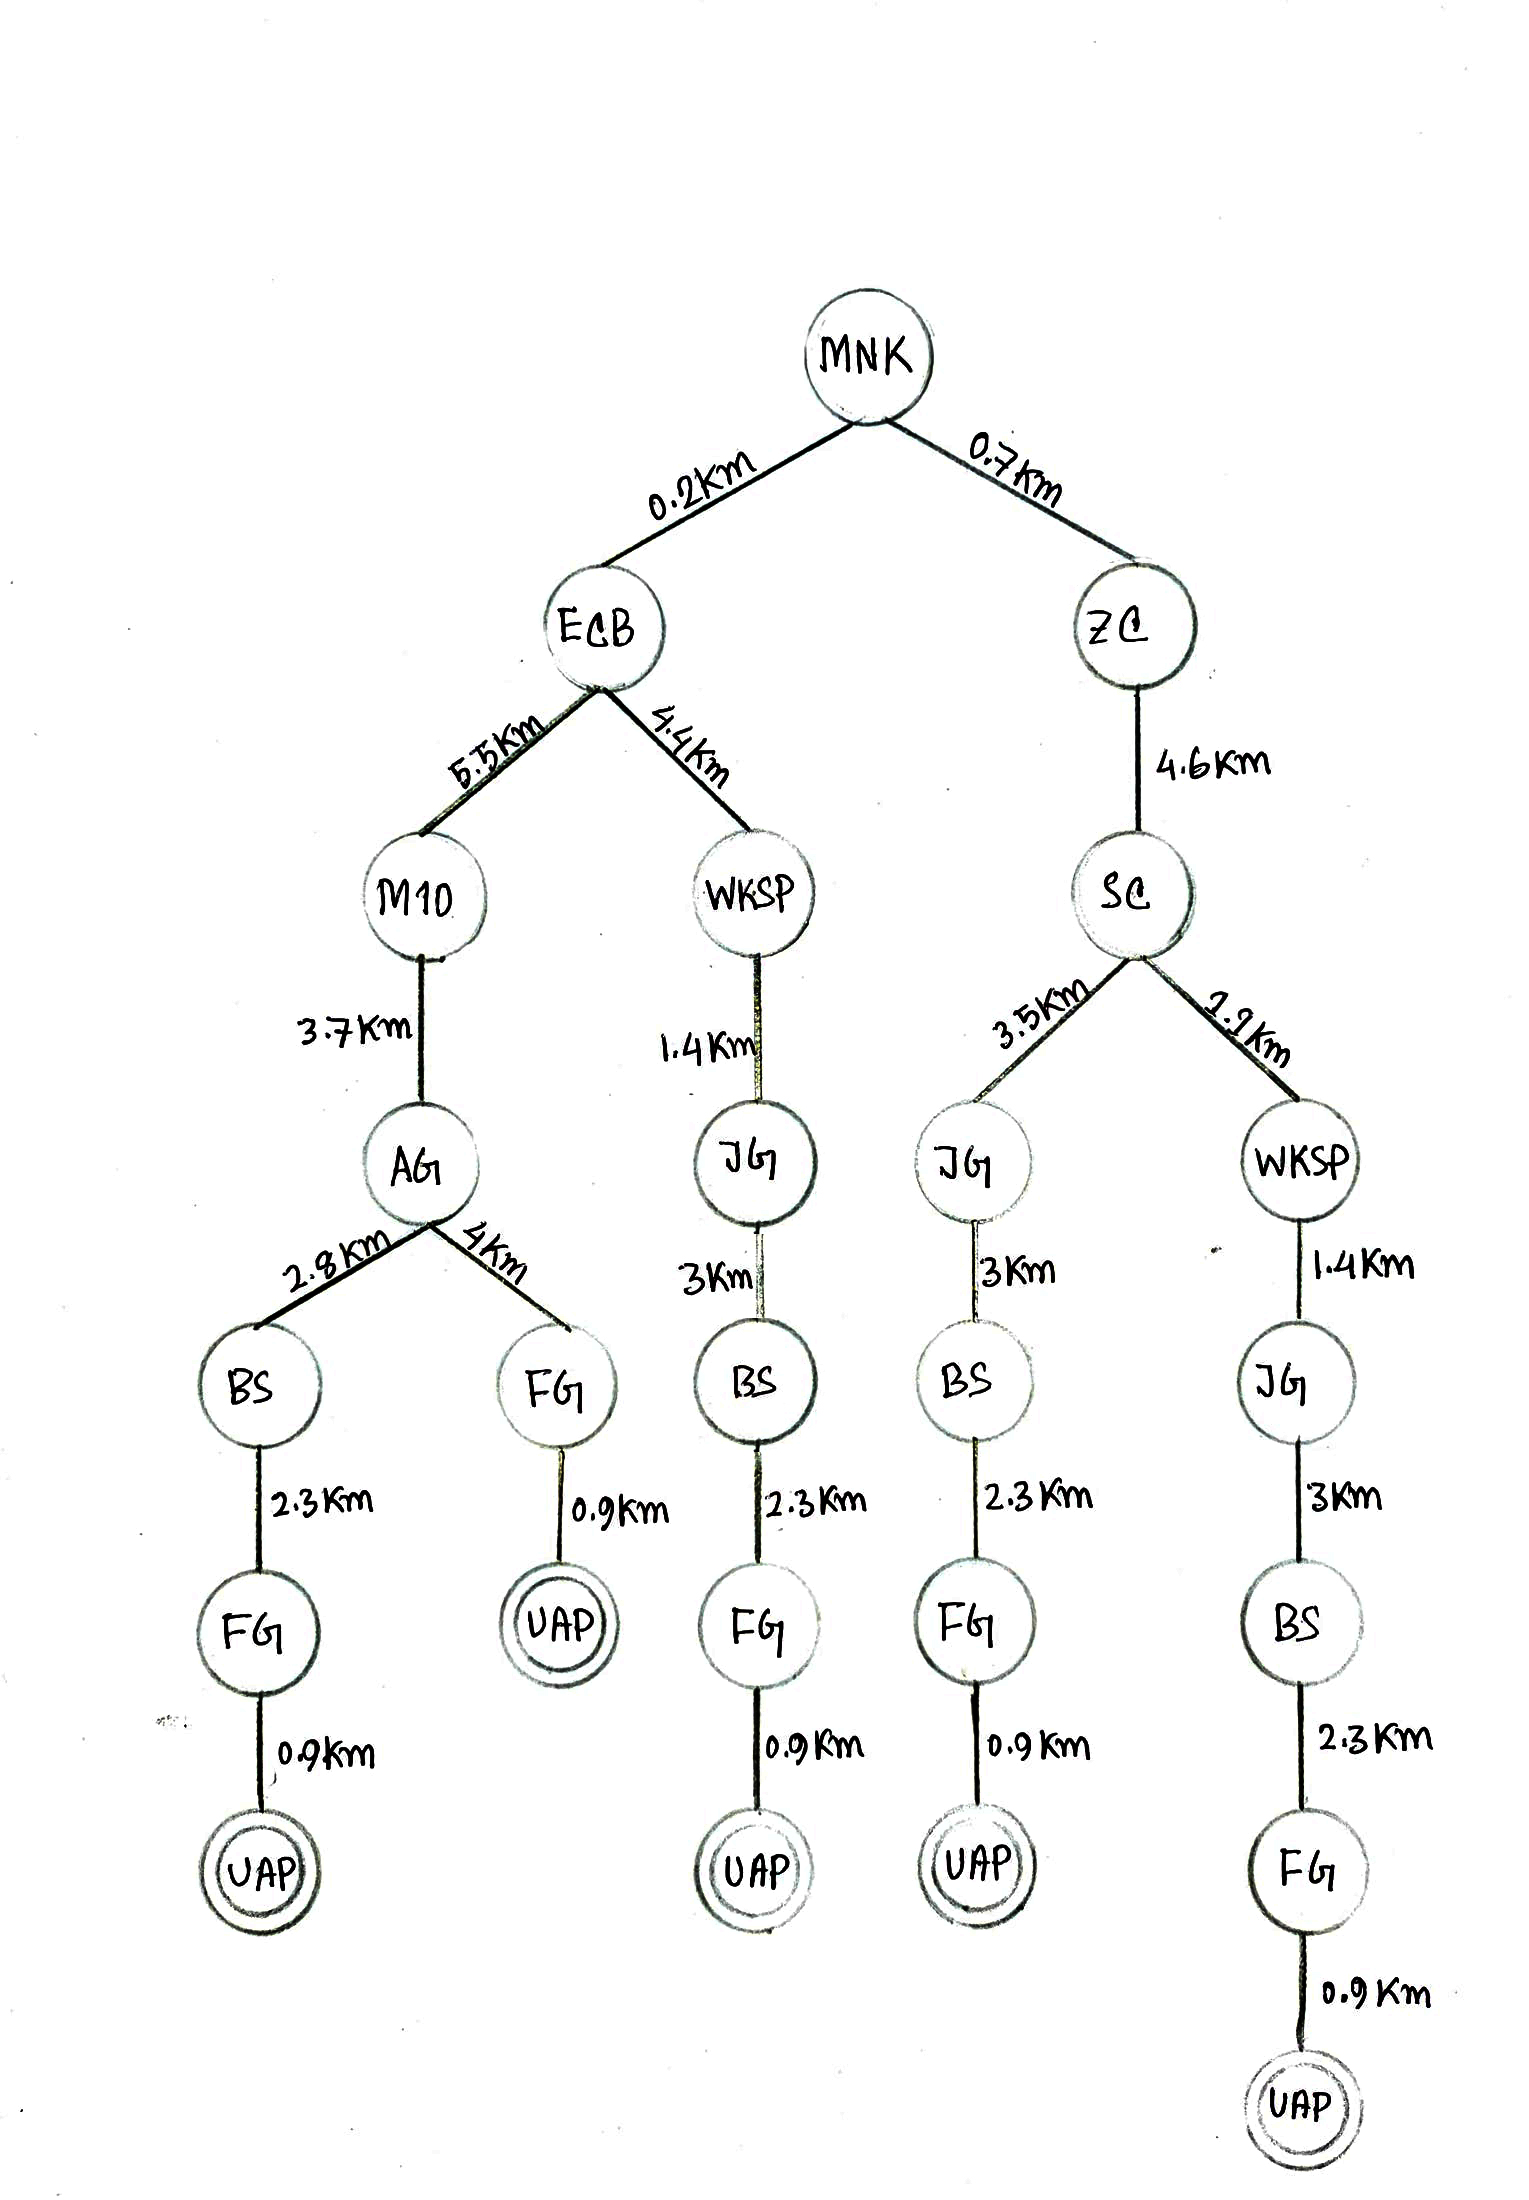 MNK
0.2Km 0.7Km
ECB ZC
5.5Km 4.4Km 4.6Km
M10 WKSP SC
3.7Km 1.4Km 3.5Km
AG JG JG WKSP
2.8Km 4Km 3Km 3Km 1.4Km
BS FG BS BS JG
2.3Km 0.9Km 2.3Km 2.3Km 3Km
FG UAP FG FG BS
0.9Km 0.9Km 0.9Km 2.3Km
UAP UAP UAP FG
0.9Km
UAP